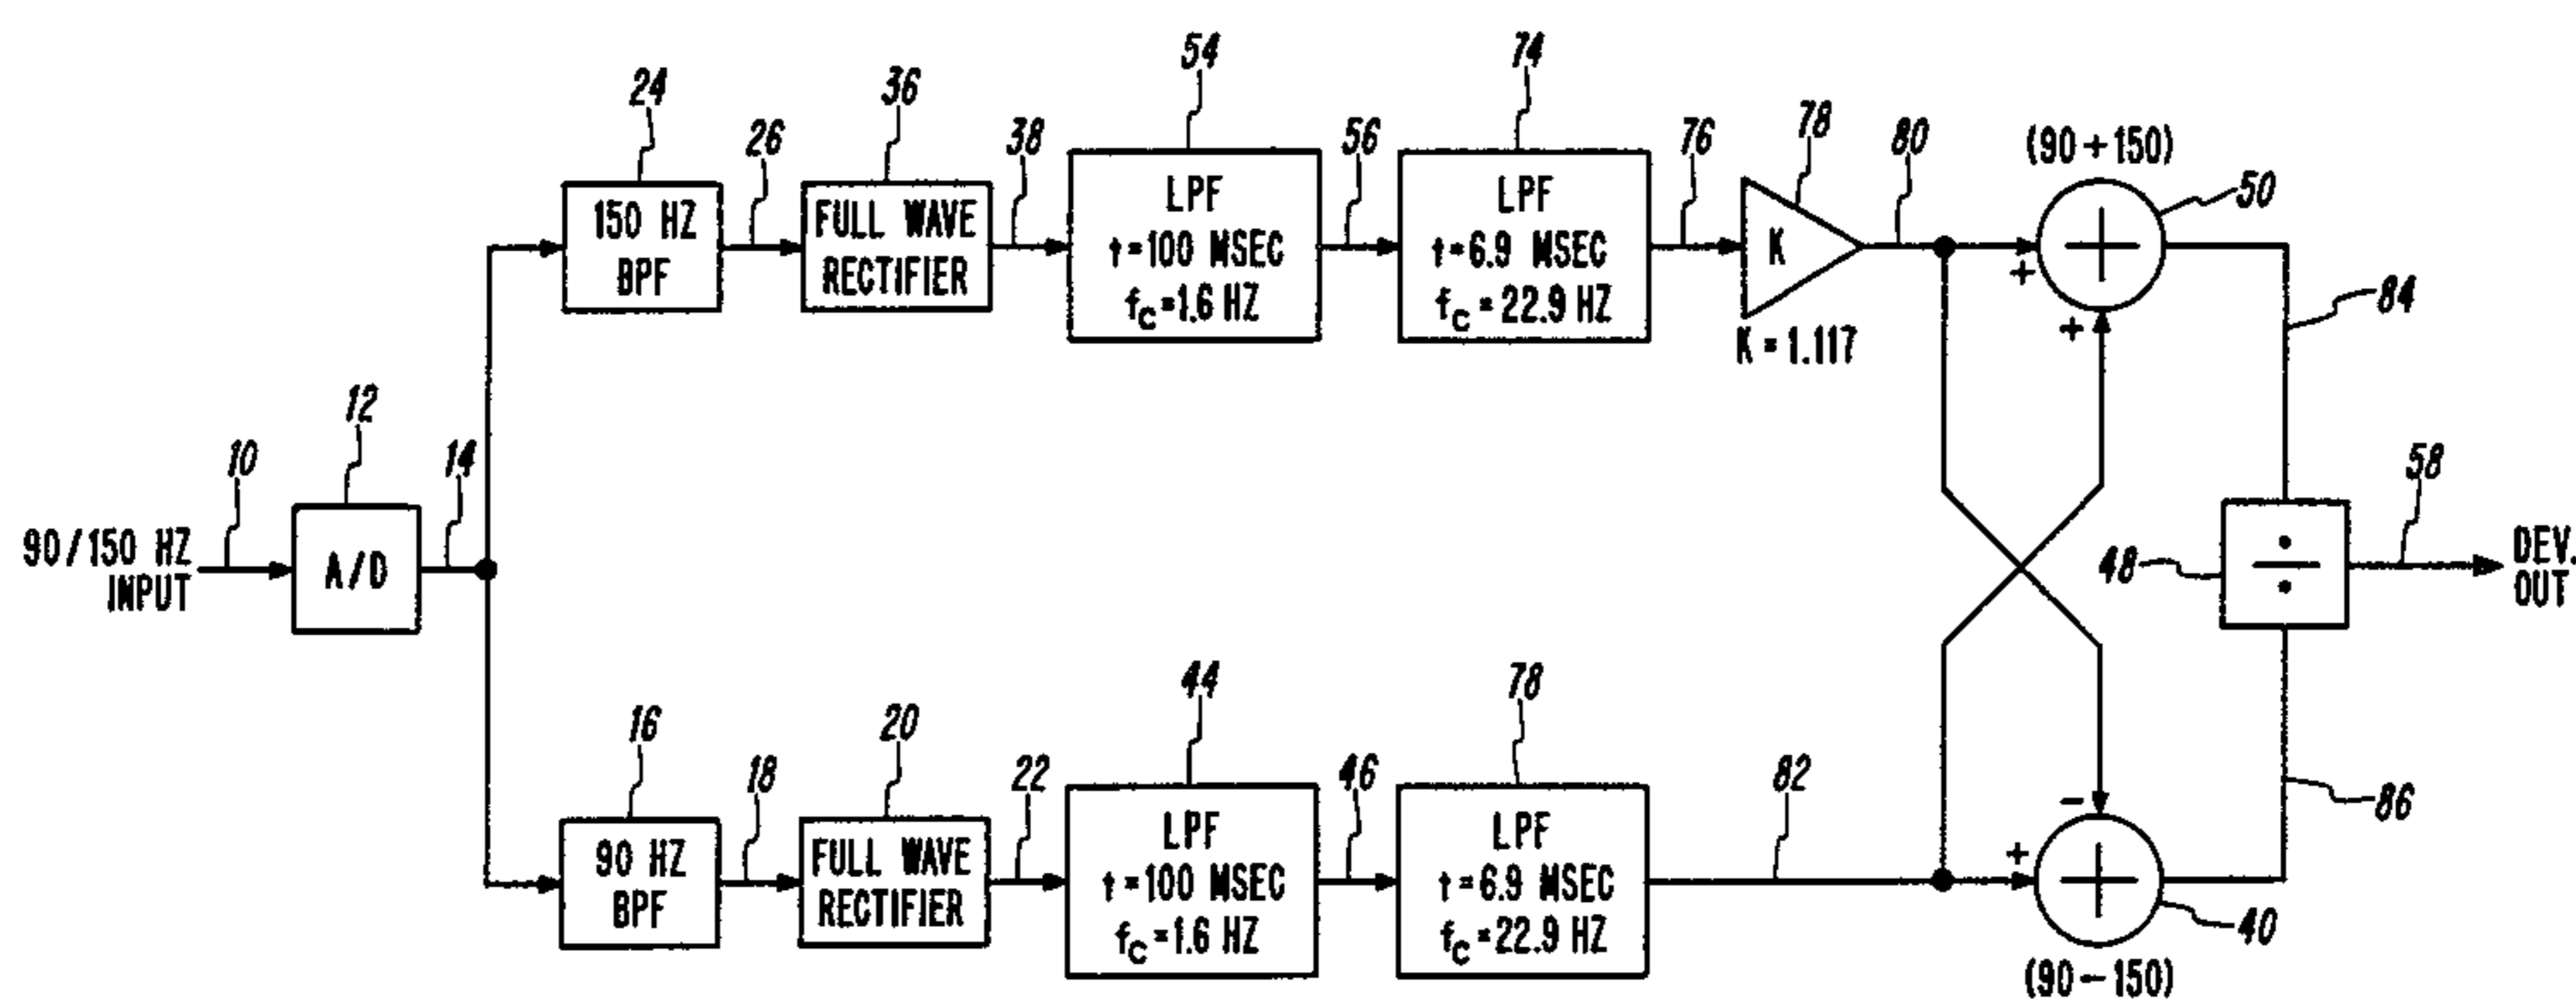 54
74
24
36
78
26
38
56
76
80
(90+150)
50
150 HZ
BPF
FULL WAVE
RECTIFIER
LPF
t=100 MSEC
fC=1.6 HZ
LPF
t=6.9 MSEC
fC=22.9 HZ
K
K=1.117
+
+
+
84
12
10
14
90/150 HZ
INPUT
A/D
48
÷
58
DEV.
OUT
44
78
16
20
18
22
46
82
86
90 HZ
BPF
FULL WAVE
RECTIFIER
LPF
t=100 MSEC
fC=1.6 HZ
LPF
t=6.9 MSEC
fC=22.9 HZ
−
+
+
40
(90−150)